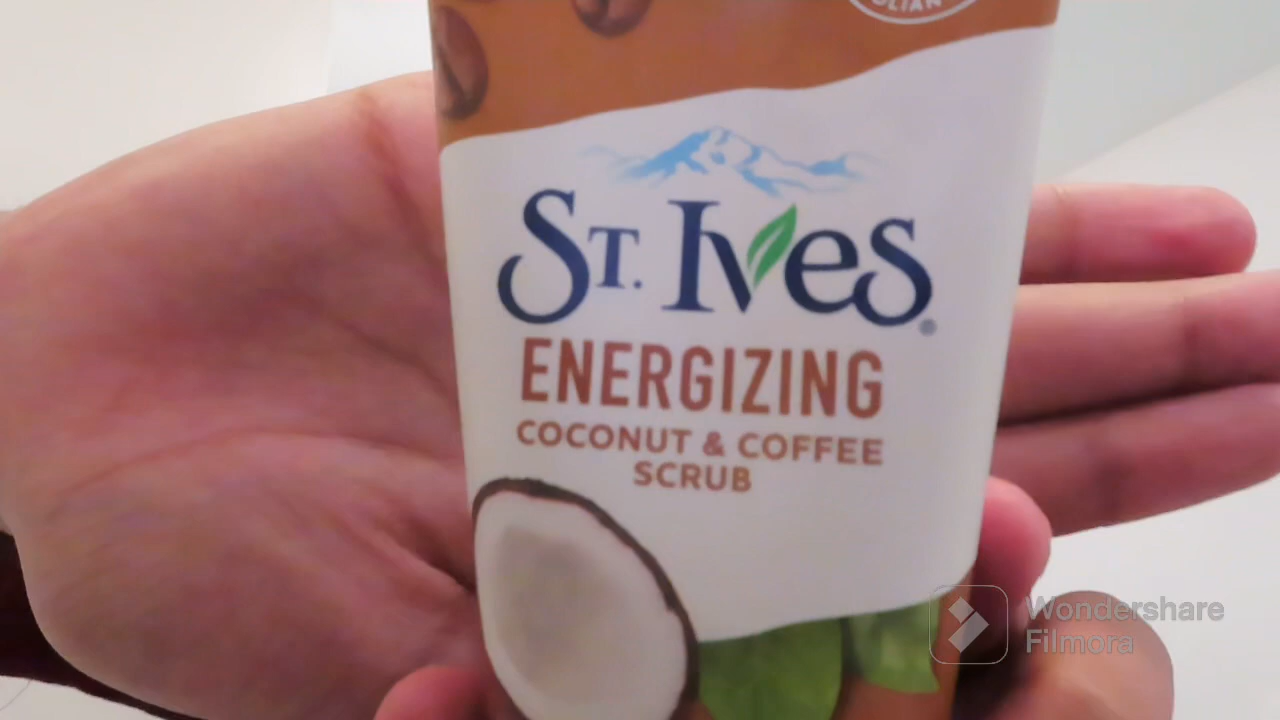 St. Ives®
ENERGIZING
COCONUT & COFFEE
SCRUB
Wondershare
Filmora